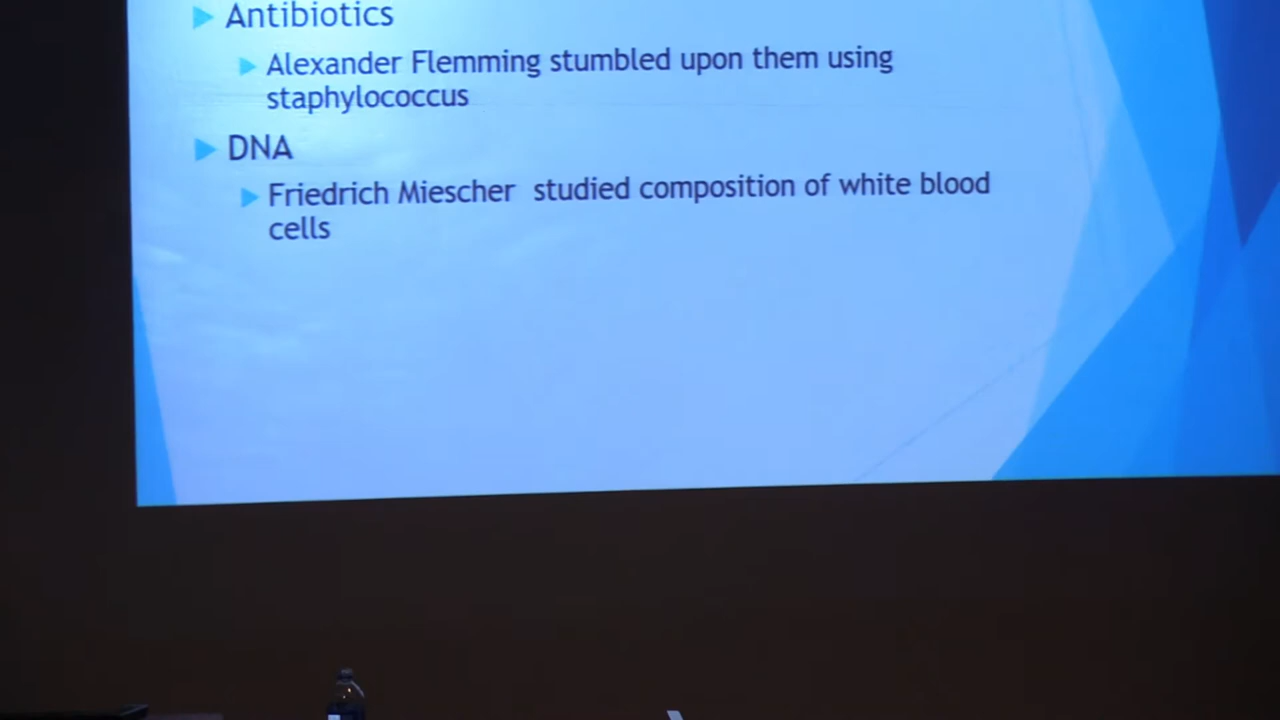 Antibiotics
Alexander Flemming stumbled upon them using
staphylococcus
DNA
Friedrich Miescher studied composition of white blood
cells